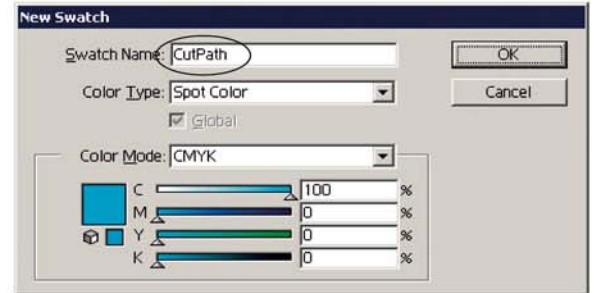 New Swatch
Swatch Name: CutPath
OK
Color Type: Spot Color
Cancel
Global
Color Mode: CMYK
C 100 %
M 0 %
Y 0 %
K 0 %